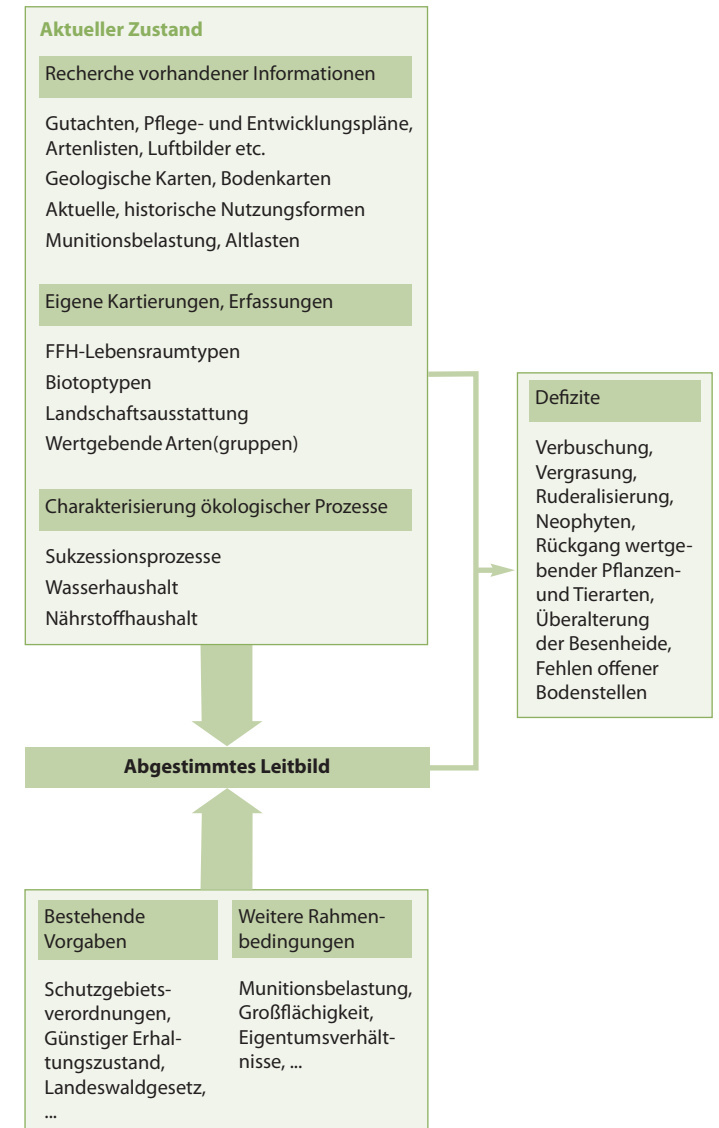 Aktueller Zustand
Recherche vorhandener Informationen
Gutachten, Pflege- und Entwicklungspläne,
Artenlisten, Luftbilder etc.
Geologische Karten, Bodenkarten
Aktuelle, historische Nutzungsformen
Munitionsbelastung, Altlasten
Eigene Kartierungen, Erfassungen
FFH-Lebensraumtypen
Biotoptypen
Landschaftsausstattung
Wertgebende Arten(gruppen)
Charakterisierung ökologischer Prozesse
Sukzessionsprozesse
Wasserhaushalt
Nährstoffhaushalt
Defizite
Verbuschung,
Vergrasung,
Ruderalisierung,
Neophyten,
Rückgang wertge-
bender Pflanzen-
und Tierarten,
Überalterung
der Besenheide,
Fehlen offener
Bodenstellen
Abgestimmtes Leitbild
Bestehende
Vorgaben
Schutzgebiets-
verordnungen,
Günstiger Erhal-
tungszustand,
Landeswaldgesetz,
...
Weitere Rahmen-
bedingungen
Munitionsbelastung,
Großflächigkeit,
Eigentumsverhält-
nisse, ...